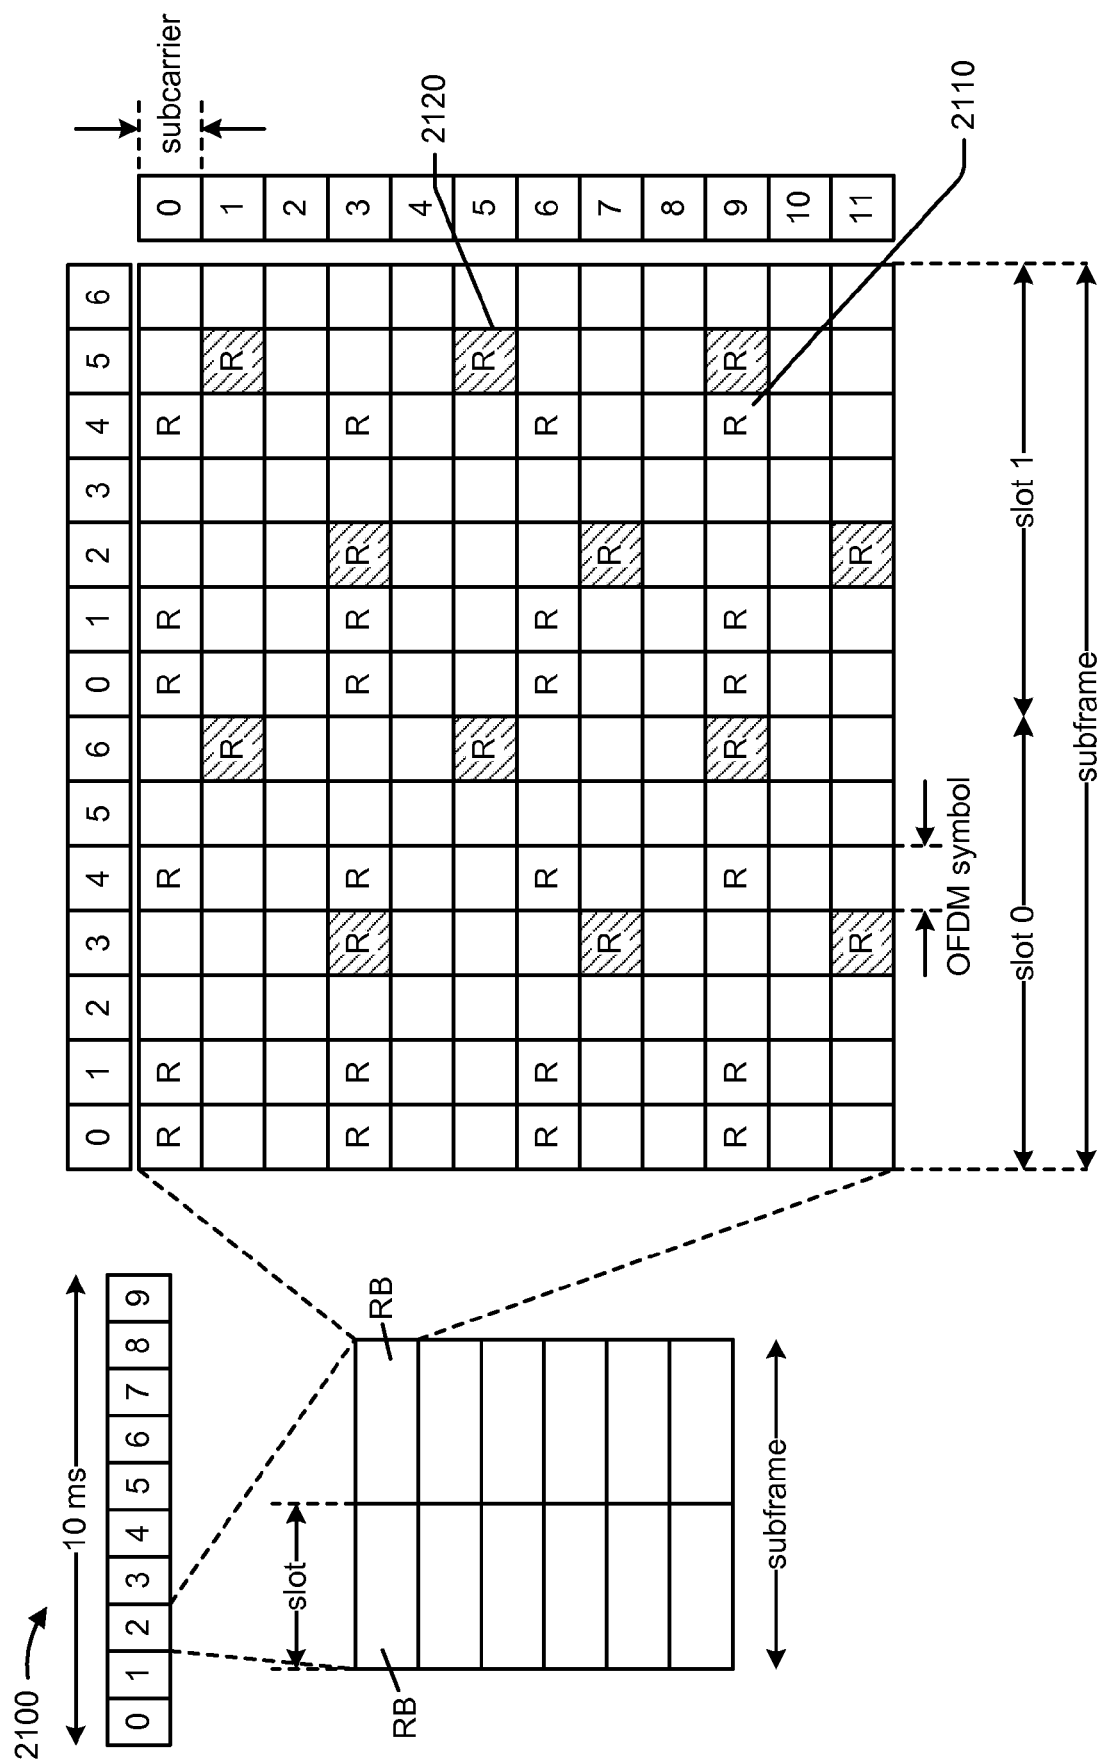 2100
10 ms
0 1 2 3 4 5 6 7 8 9
slot
RB
RB
subframe
0 1 2 3 4 5 6 0 1 2 3 4 5 6
subcarrier
R R R R R R 0
R R R R 1
2
R R R R R R R R 3
4
R R 5
R R R R R R 6
R R 7
8
R R R R R R R R 9
10
R R 11
2120
2110
OFDM symbol
slot 0
slot 1
subframe